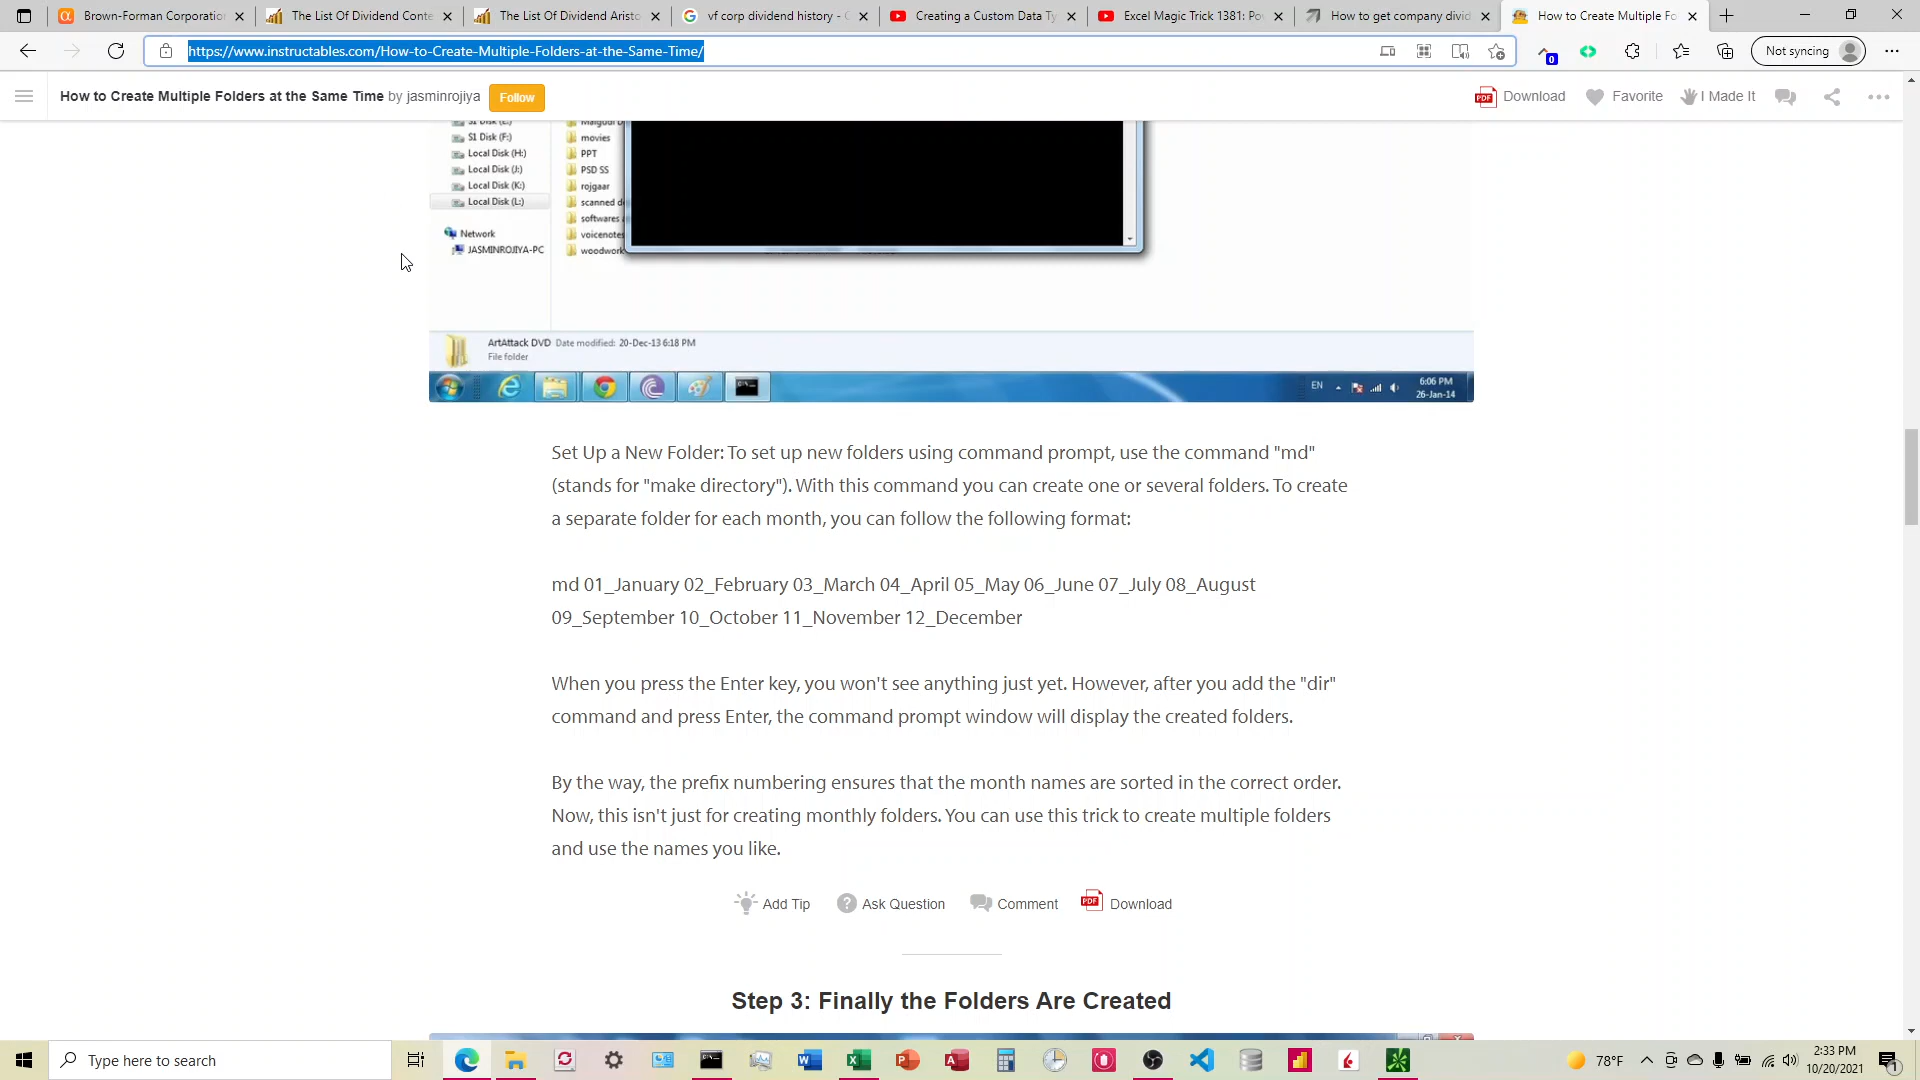 Brown-Forman Corporation
The List Of Dividend Conte
The List Of Dividend Aristo
vf corp dividend history - G
Creating a Custom Data Ty
Excel Magic Trick 1381: Po
How to get company divid
How to Create Multiple Fo
https://www.instructables.com/How-to-Create-Multiple-Folders-at-the-Same-Time/
0
Not syncing
How to Create Multiple Folders at the Same Time by jasminrojiya
Follow
Download
Favorite
I Made It
S1 Disk (F:)
Local Disk (H:)
Local Disk (J:)
Local Disk (K:)
Local Disk (L:)
Network
JASMINROJIYA-PC
movies
PPT
PSD SS
rojgaar
scanned d
softwares
voicenotes
woodwork
ArtAttack DVD Date modified: 20-Dec-13 6:18 PM
File folder
EN
6:06 PM
26-Jan-14
Set Up a New Folder: To set up new folders using command prompt, use the command "md"
(stands for "make directory"). With this command you can create one or several folders. To create
a separate folder for each month, you can follow the following format:
md 01_January 02_February 03_March 04_April 05_May 06_June 07_July 08_August
09_September 10_October 11_November 12_December
When you press the Enter key, you won't see anything just yet. However, after you add the "dir"
command and press Enter, the command prompt window will display the created folders.
By the way, the prefix numbering ensures that the month names are sorted in the correct order.
Now, this isn't just for creating monthly folders. You can use this trick to create multiple folders
and use the names you like.
Add Tip
Ask Question
Comment
Download
Step 3: Finally the Folders Are Created
Type here to search
78°F
2:33 PM
10/20/2021
1